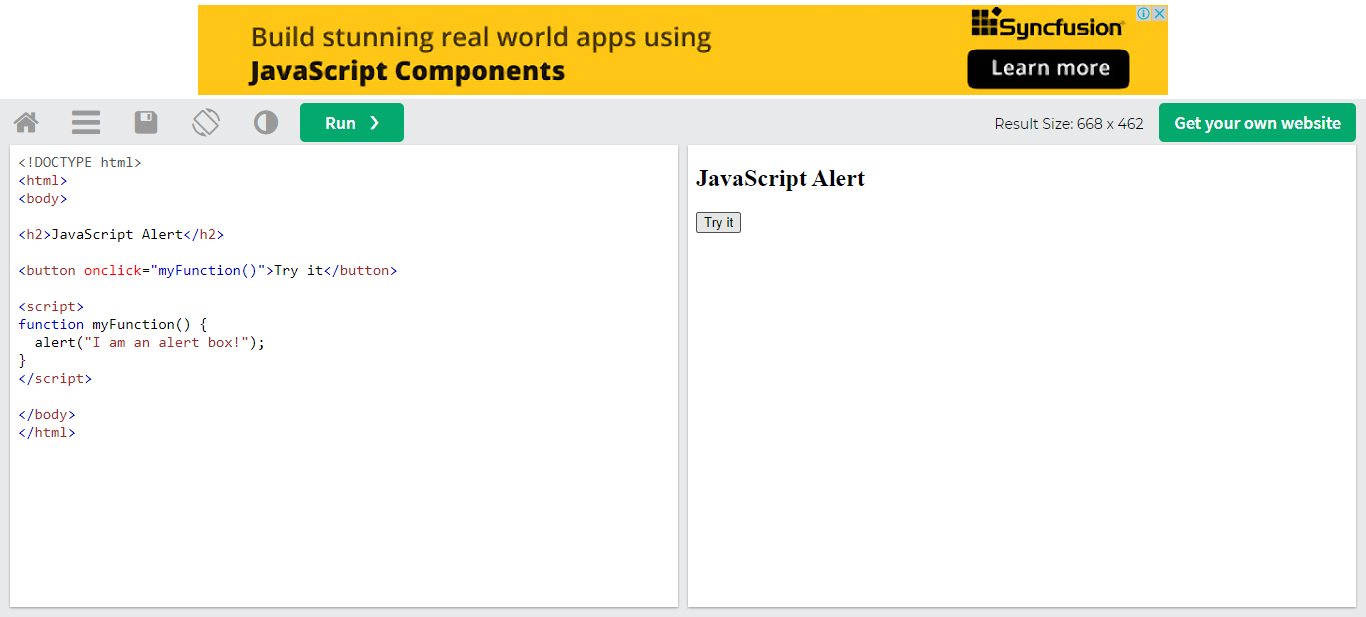 Build stunning real world apps using
JavaScript Components
Syncfusion
Learn more
Run ❯
Result Size: 668 x 462
Get your own website
<!DOCTYPE html>
<html>
<body>
<h2>JavaScript Alert</h2>
<button onclick="myFunction()">Try it</button>
<script>
function myFunction() {
  alert("I am an alert box!");
}
</script>
</body>
</html>
JavaScript Alert
Try it